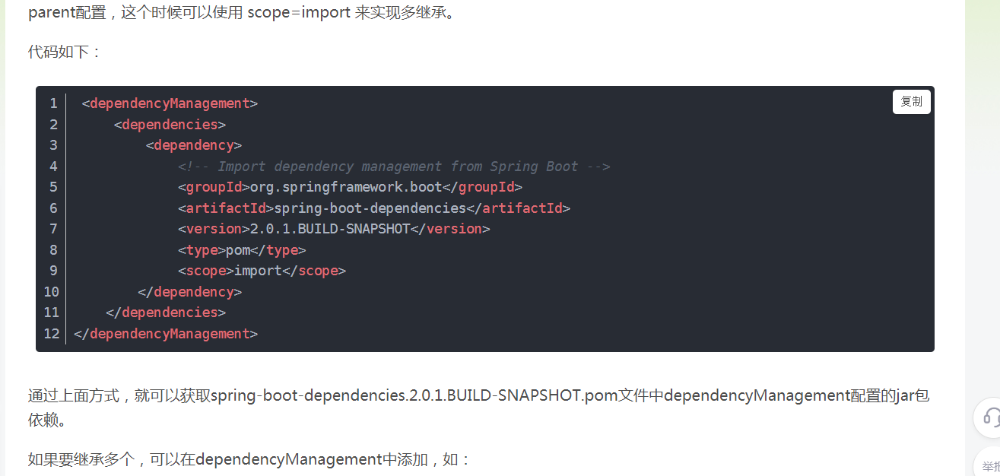 parent配置，这个时候可以使用 scope=import 来实现多继承。
代码如下：
复制
1 <dependencyManagement>
2 <dependencies>
3 <dependency>
4 <!-- Import dependency management from Spring Boot -->
5 <groupId>org.springframework.boot</groupId>
6 <artifactId>spring-boot-dependencies</artifactId>
7 <version>2.0.1.BUILD-SNAPSHOT</version>
8 <type>pom</type>
9 <scope>import</scope>
10 </dependency>
11 </dependencies>
12 </dependencyManagement>
通过上面方式，就可以获取spring-boot-dependencies.2.0.1.BUILD-SNAPSHOT.pom文件中dependencyManagement配置的jar包
依赖。
如果要继承多个，可以在dependencyManagement中添加，如：
举报